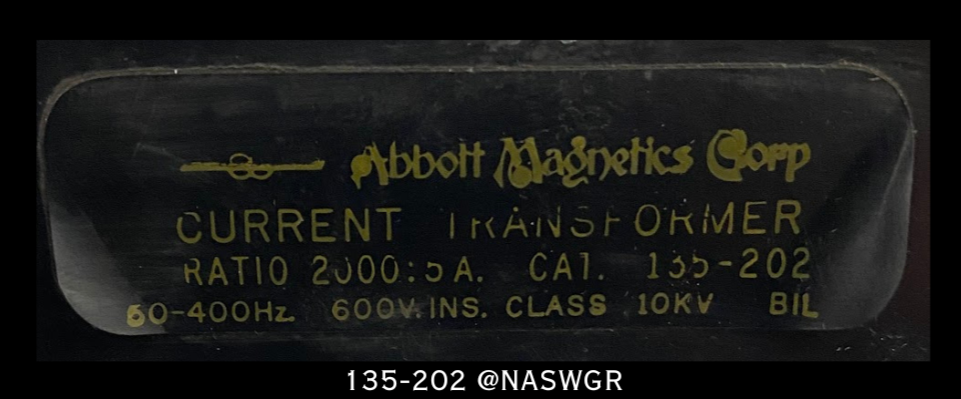 Abbott Magnetics Corp
CURRENT TRANSFORMER
RATIO 2000:5A. CAT. 135-202
60-400Hz. 600V. INS. CLASS 10KV BIL
135-202 @NASWGR